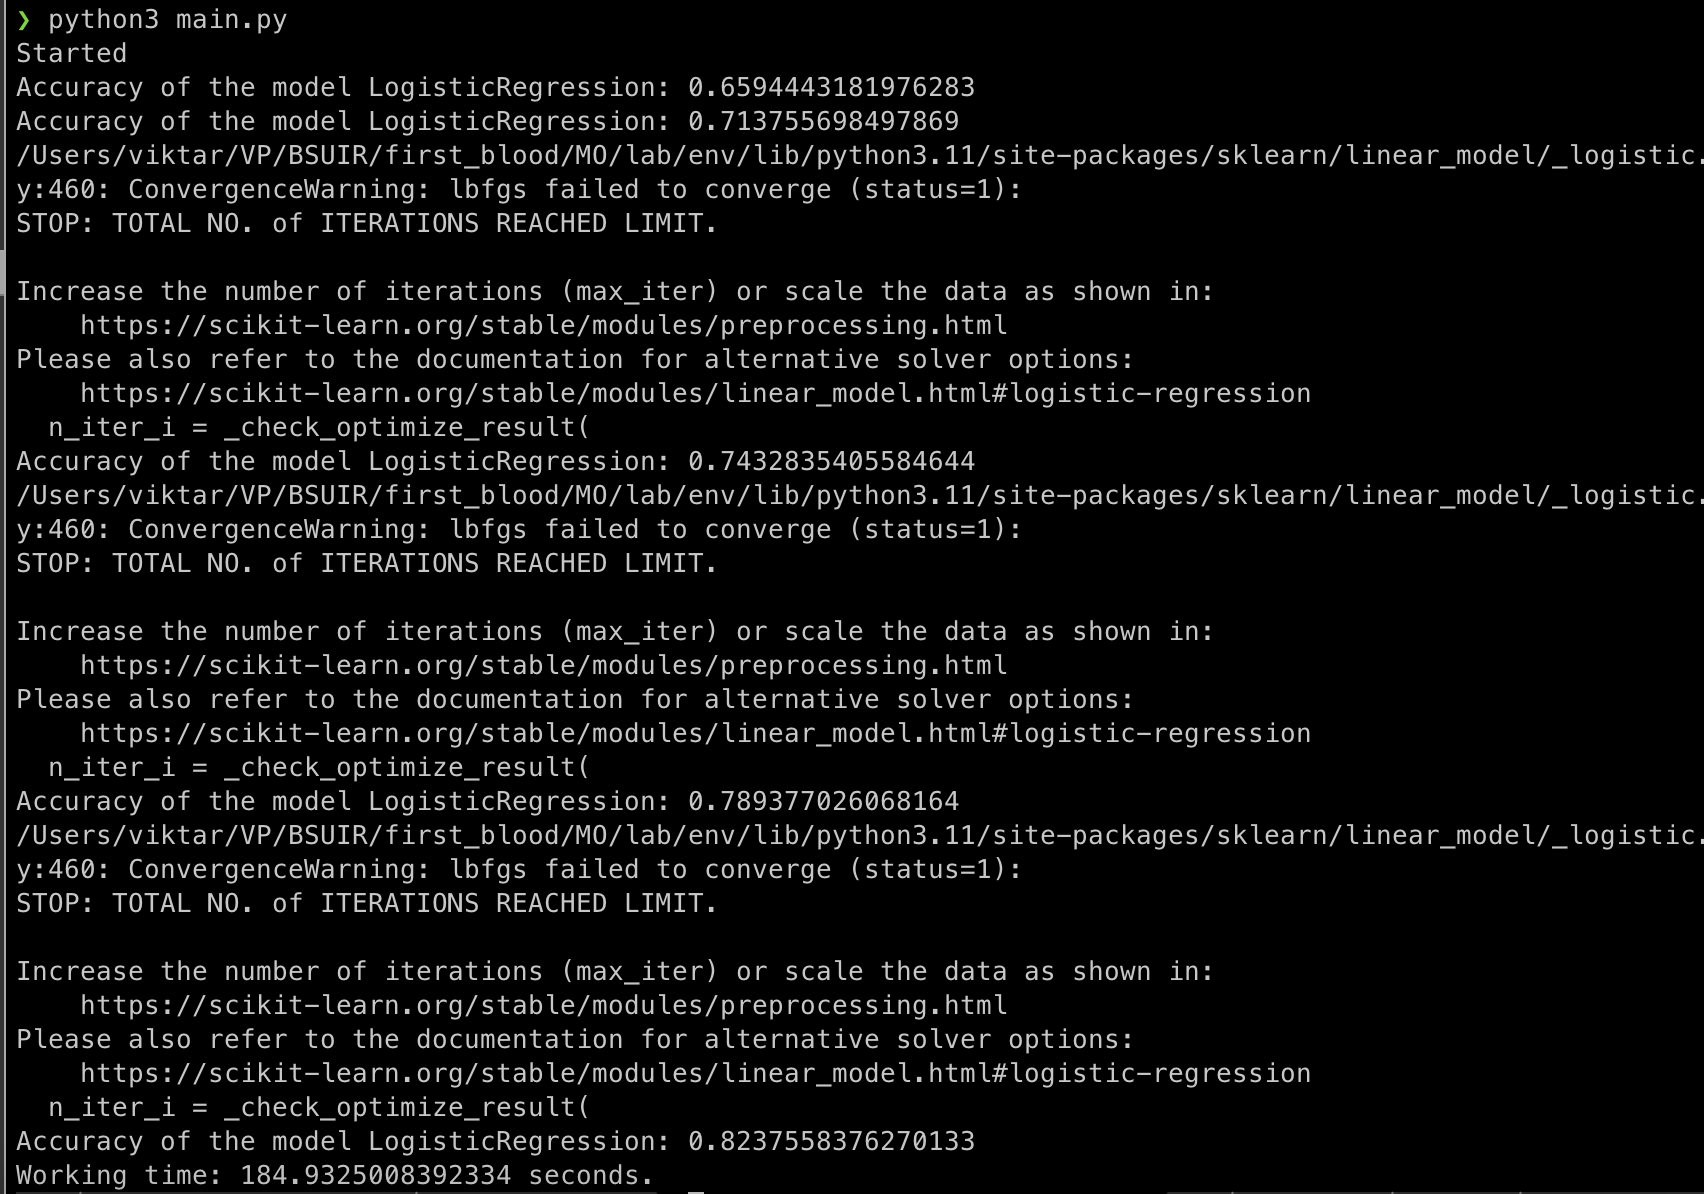 ❯ python3 main.py
Started
Accuracy of the model LogisticRegression: 0.6594443181976283
Accuracy of the model LogisticRegression: 0.713755698497869
/Users/viktar/VP/BSUIR/first_blood/MO/lab/env/lib/python3.11/site-packages/sklearn/linear_model/_logistic.
y:460: ConvergenceWarning: lbfgs failed to converge (status=1):
STOP: TOTAL NO. of ITERATIONS REACHED LIMIT.

Increase the number of iterations (max_iter) or scale the data as shown in:
    https://scikit-learn.org/stable/modules/preprocessing.html
Please also refer to the documentation for alternative solver options:
    https://scikit-learn.org/stable/modules/linear_model.html#logistic-regression
  n_iter_i = _check_optimize_result(
Accuracy of the model LogisticRegression: 0.7432835405584644
/Users/viktar/VP/BSUIR/first_blood/MO/lab/env/lib/python3.11/site-packages/sklearn/linear_model/_logistic.
y:460: ConvergenceWarning: lbfgs failed to converge (status=1):
STOP: TOTAL NO. of ITERATIONS REACHED LIMIT.

Increase the number of iterations (max_iter) or scale the data as shown in:
    https://scikit-learn.org/stable/modules/preprocessing.html
Please also refer to the documentation for alternative solver options:
    https://scikit-learn.org/stable/modules/linear_model.html#logistic-regression
  n_iter_i = _check_optimize_result(
Accuracy of the model LogisticRegression: 0.789377026068164
/Users/viktar/VP/BSUIR/first_blood/MO/lab/env/lib/python3.11/site-packages/sklearn/linear_model/_logistic.
y:460: ConvergenceWarning: lbfgs failed to converge (status=1):
STOP: TOTAL NO. of ITERATIONS REACHED LIMIT.

Increase the number of iterations (max_iter) or scale the data as shown in:
    https://scikit-learn.org/stable/modules/preprocessing.html
Please also refer to the documentation for alternative solver options:
    https://scikit-learn.org/stable/modules/linear_model.html#logistic-regression
  n_iter_i = _check_optimize_result(
Accuracy of the model LogisticRegression: 0.8237558376270133
Working time: 184.9325008392334 seconds.